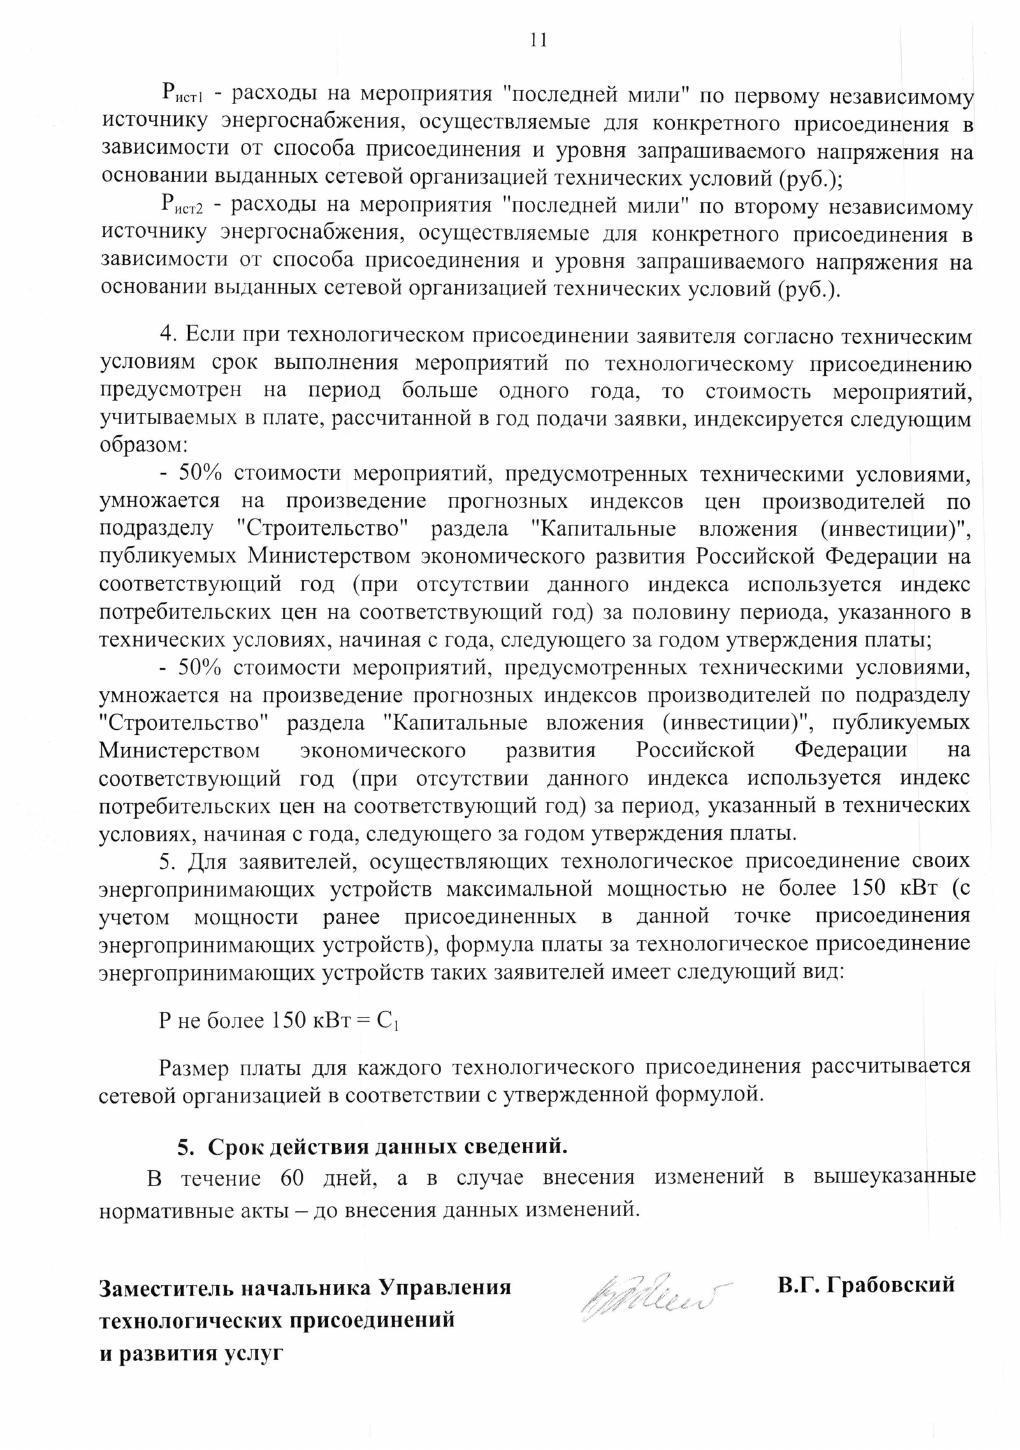 11
Рист1 - расходы на мероприятия "последней мили" по первому независимому
источнику энергоснабжения, осуществляемые для конкретного присоединения в
зависимости от способа присоединения и уровня запрашиваемого напряжения на
основании выданных сетевой организацией технических условий (руб.);
Рист2 - расходы на мероприятия "последней мили" по второму независимому
источнику энергоснабжения, осуществляемые для конкретного присоединения в
зависимости от способа присоединения и уровня запрашиваемого напряжения на
основании выданных сетевой организацией технических условий (руб.).
4. Если при технологическом присоединении заявителя согласно техническим
условиям срок выполнения мероприятий по технологическому присоединению
предусмотрен на период больше одного года, то стоимость мероприятий,
учитываемых в плате, рассчитанной в год подачи заявки, индексируется следующим
образом:
- 50% стоимости мероприятий, предусмотренных техническими условиями,
умножается на произведение прогнозных индексов цен производителей по
подразделу "Строительство" раздела "Капитальные вложения (инвестиции)",
публикуемых Министерством экономического развития Российской Федерации на
соответствующий год (при отсутствии данного индекса используется индекс
потребительских цен на соответствующий год) за половину периода, указанного в
технических условиях, начиная с года, следующего за годом утверждения платы;
- 50% стоимости мероприятий, предусмотренных техническими условиями,
умножается на произведение прогнозных индексов производителей по подразделу
"Строительство" раздела "Капитальные вложения (инвестиции)", публикуемых
Министерством экономического развития Российской Федерации на
соответствующий год (при отсутствии данного индекса используется индекс
потребительских цен на соответствующий год) за период, указанный в технических
условиях, начиная с года, следующего за годом утверждения платы.
5. Для заявителей, осуществляющих технологическое присоединение своих
энергопринимающих устройств максимальной мощностью не более 150 кВт (с
учетом мощности ранее присоединенных в данной точке присоединения
энергопринимающих устройств), формула платы за технологическое присоединение
энергопринимающих устройств таких заявителей имеет следующий вид:
Р не более 150 кВт = С1
Размер платы для каждого технологического присоединения рассчитывается
сетевой организацией в соответствии с утвержденной формулой.
5. Срок действия данных сведений.
В течение 60 дней, а в случае внесения изменений в вышеуказанные
нормативные акты – до внесения данных изменений.
Заместитель начальника Управления В.Г. Грабовский
технологических присоединений
и развития услуг